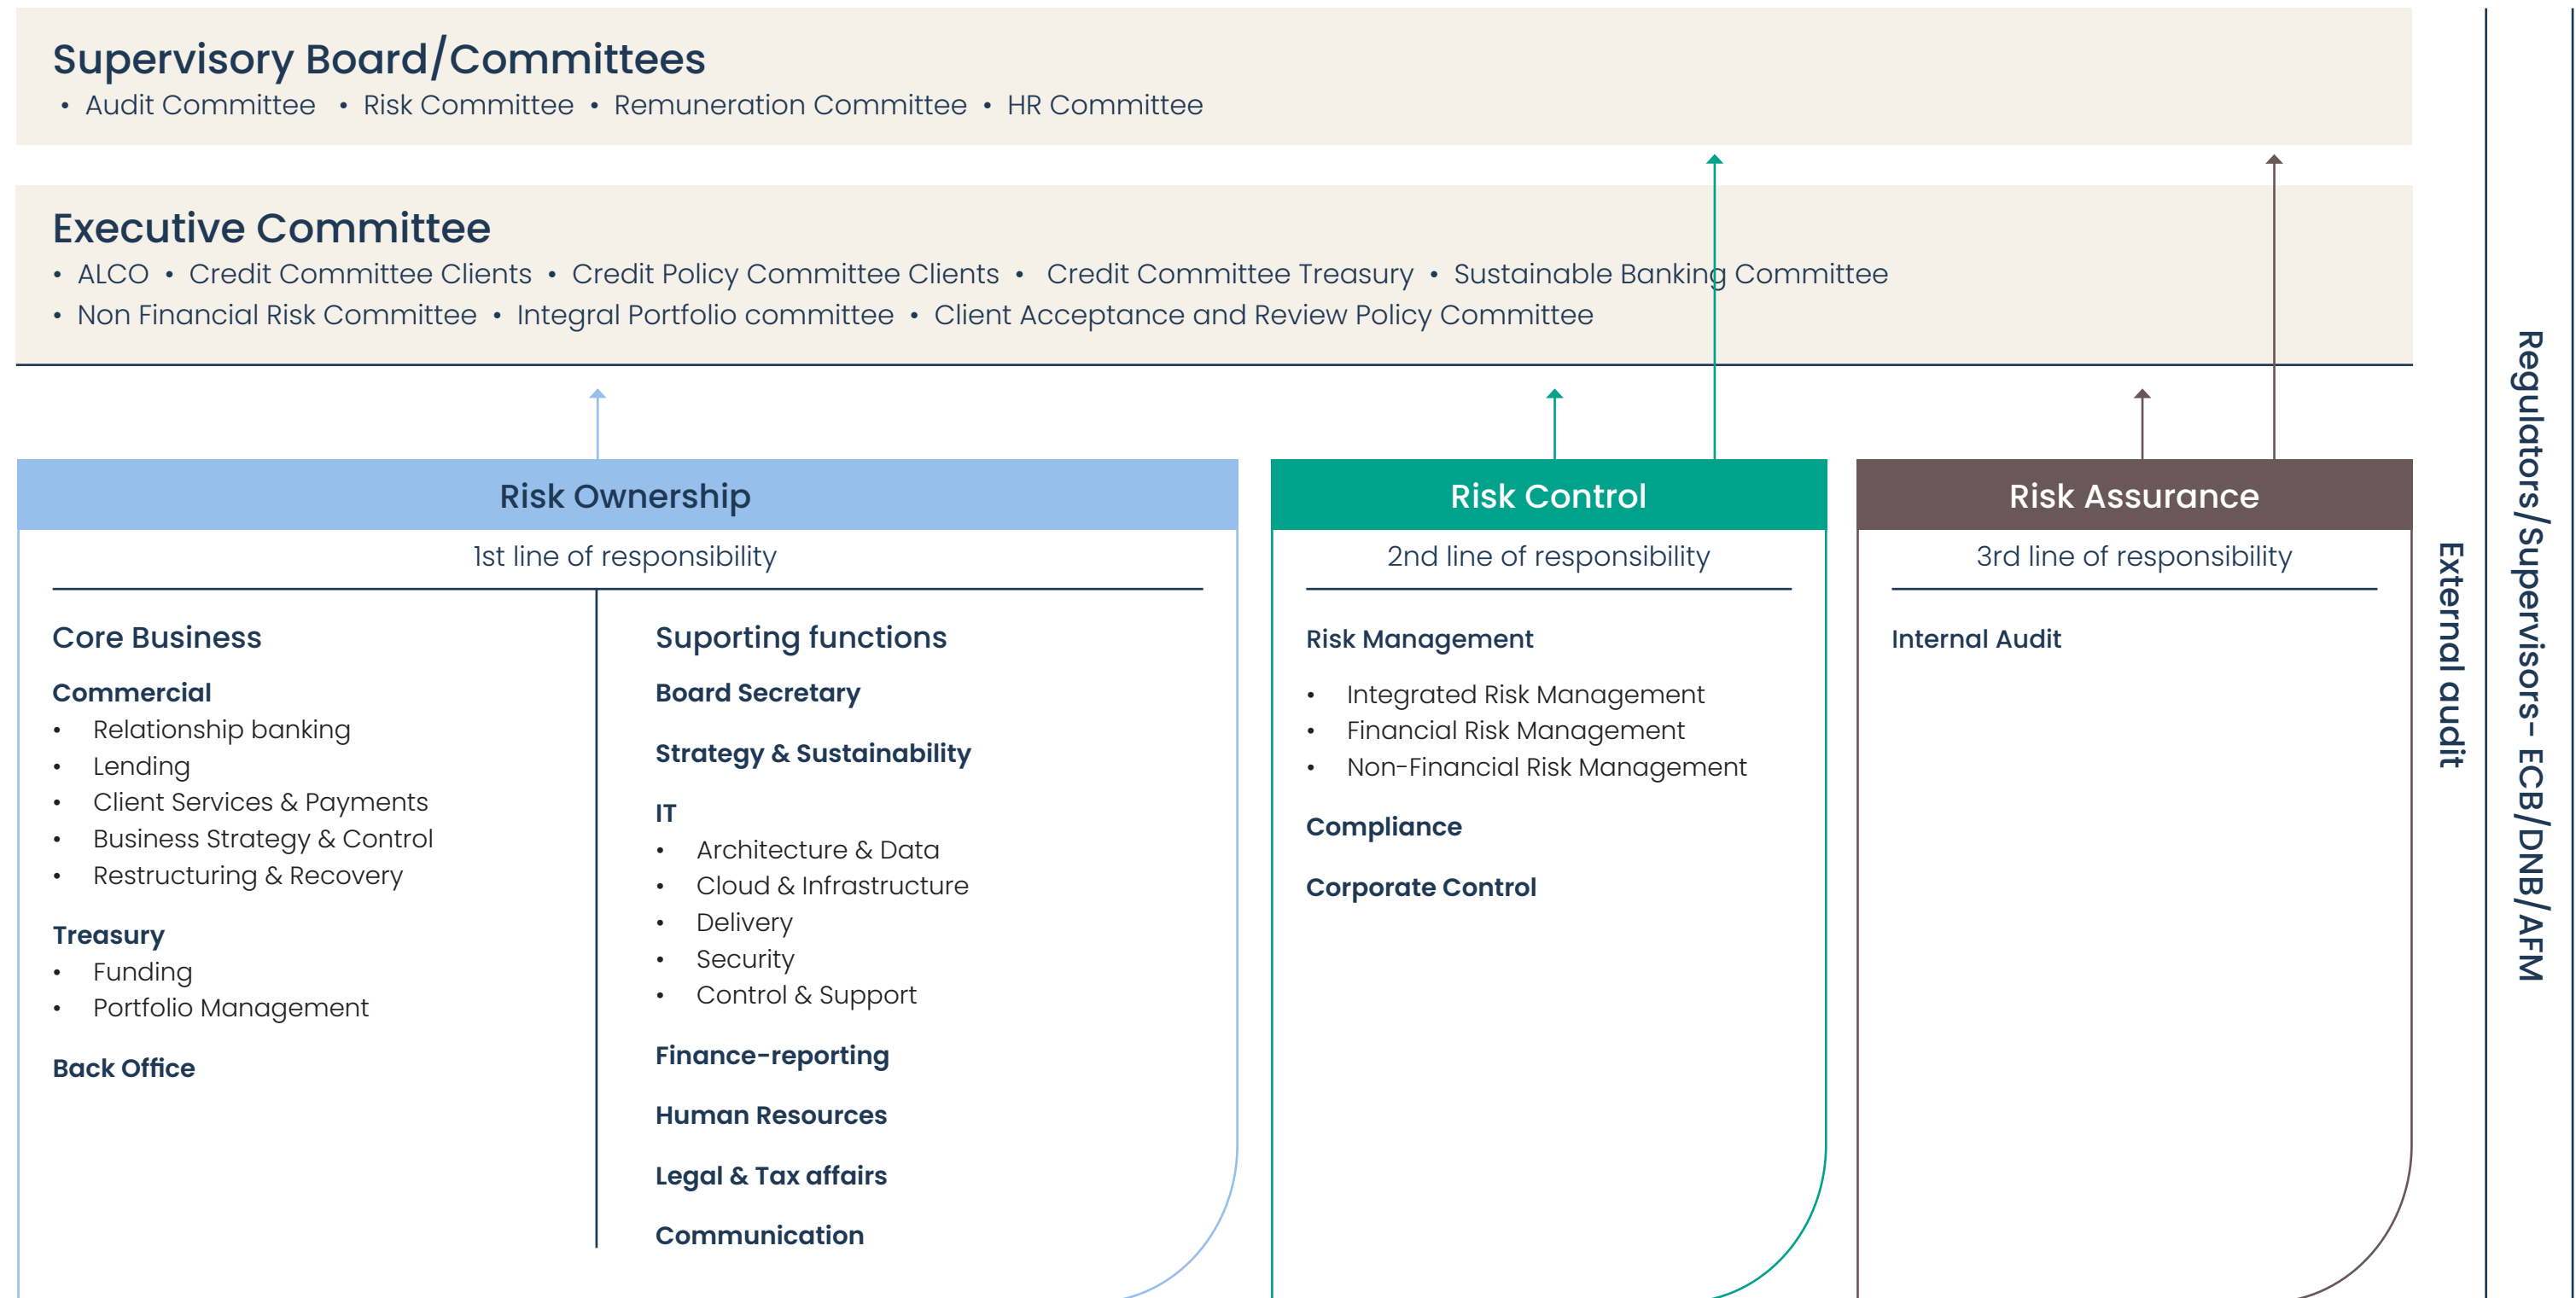 Supervisory Board/Committees
• Audit Committee • Risk Committee • Remuneration Committee • HR Committee
Executive Committee
• ALCO • Credit Committee Clients • Credit Policy Committee Clients • Credit Committee Treasury • Sustainable Banking Committee
• Non Financial Risk Committee • Integral Portfolio committee • Client Acceptance and Review Policy Committee
Risk Ownership
1st line of responsibility
Core Business
Commercial
• Relationship banking
• Lending
• Client Services & Payments
• Business Strategy & Control
• Restructuring & Recovery
Treasury
• Funding
• Portfolio Management
Back Office
Suporting functions
Board Secretary
Strategy & Sustainability
IT
• Architecture & Data
• Cloud & Infrastructure
• Delivery
• Security
• Control & Support
Finance-reporting
Human Resources
Legal & Tax affairs
Communication
Risk Control
2nd line of responsibility
Risk Management
• Integrated Risk Management
• Financial Risk Management
• Non-Financial Risk Management
Compliance
Corporate Control
Risk Assurance
3rd line of responsibility
Internal Audit
External audit
Regulators/Supervisors- ECB/DNB/AFM